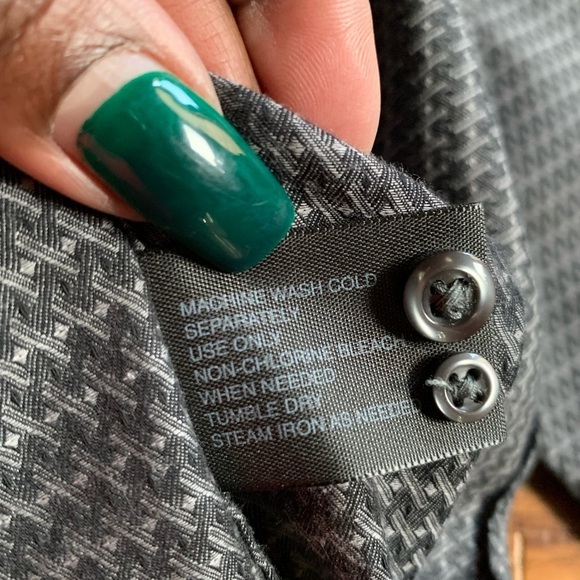 MACHINE WASH COLD
SEPARATELY
USE ONLY
NON-CHLORINE BLEACH
WHEN NEEDED
TUMBLE DRY
STEAM IRON AS NEEDED